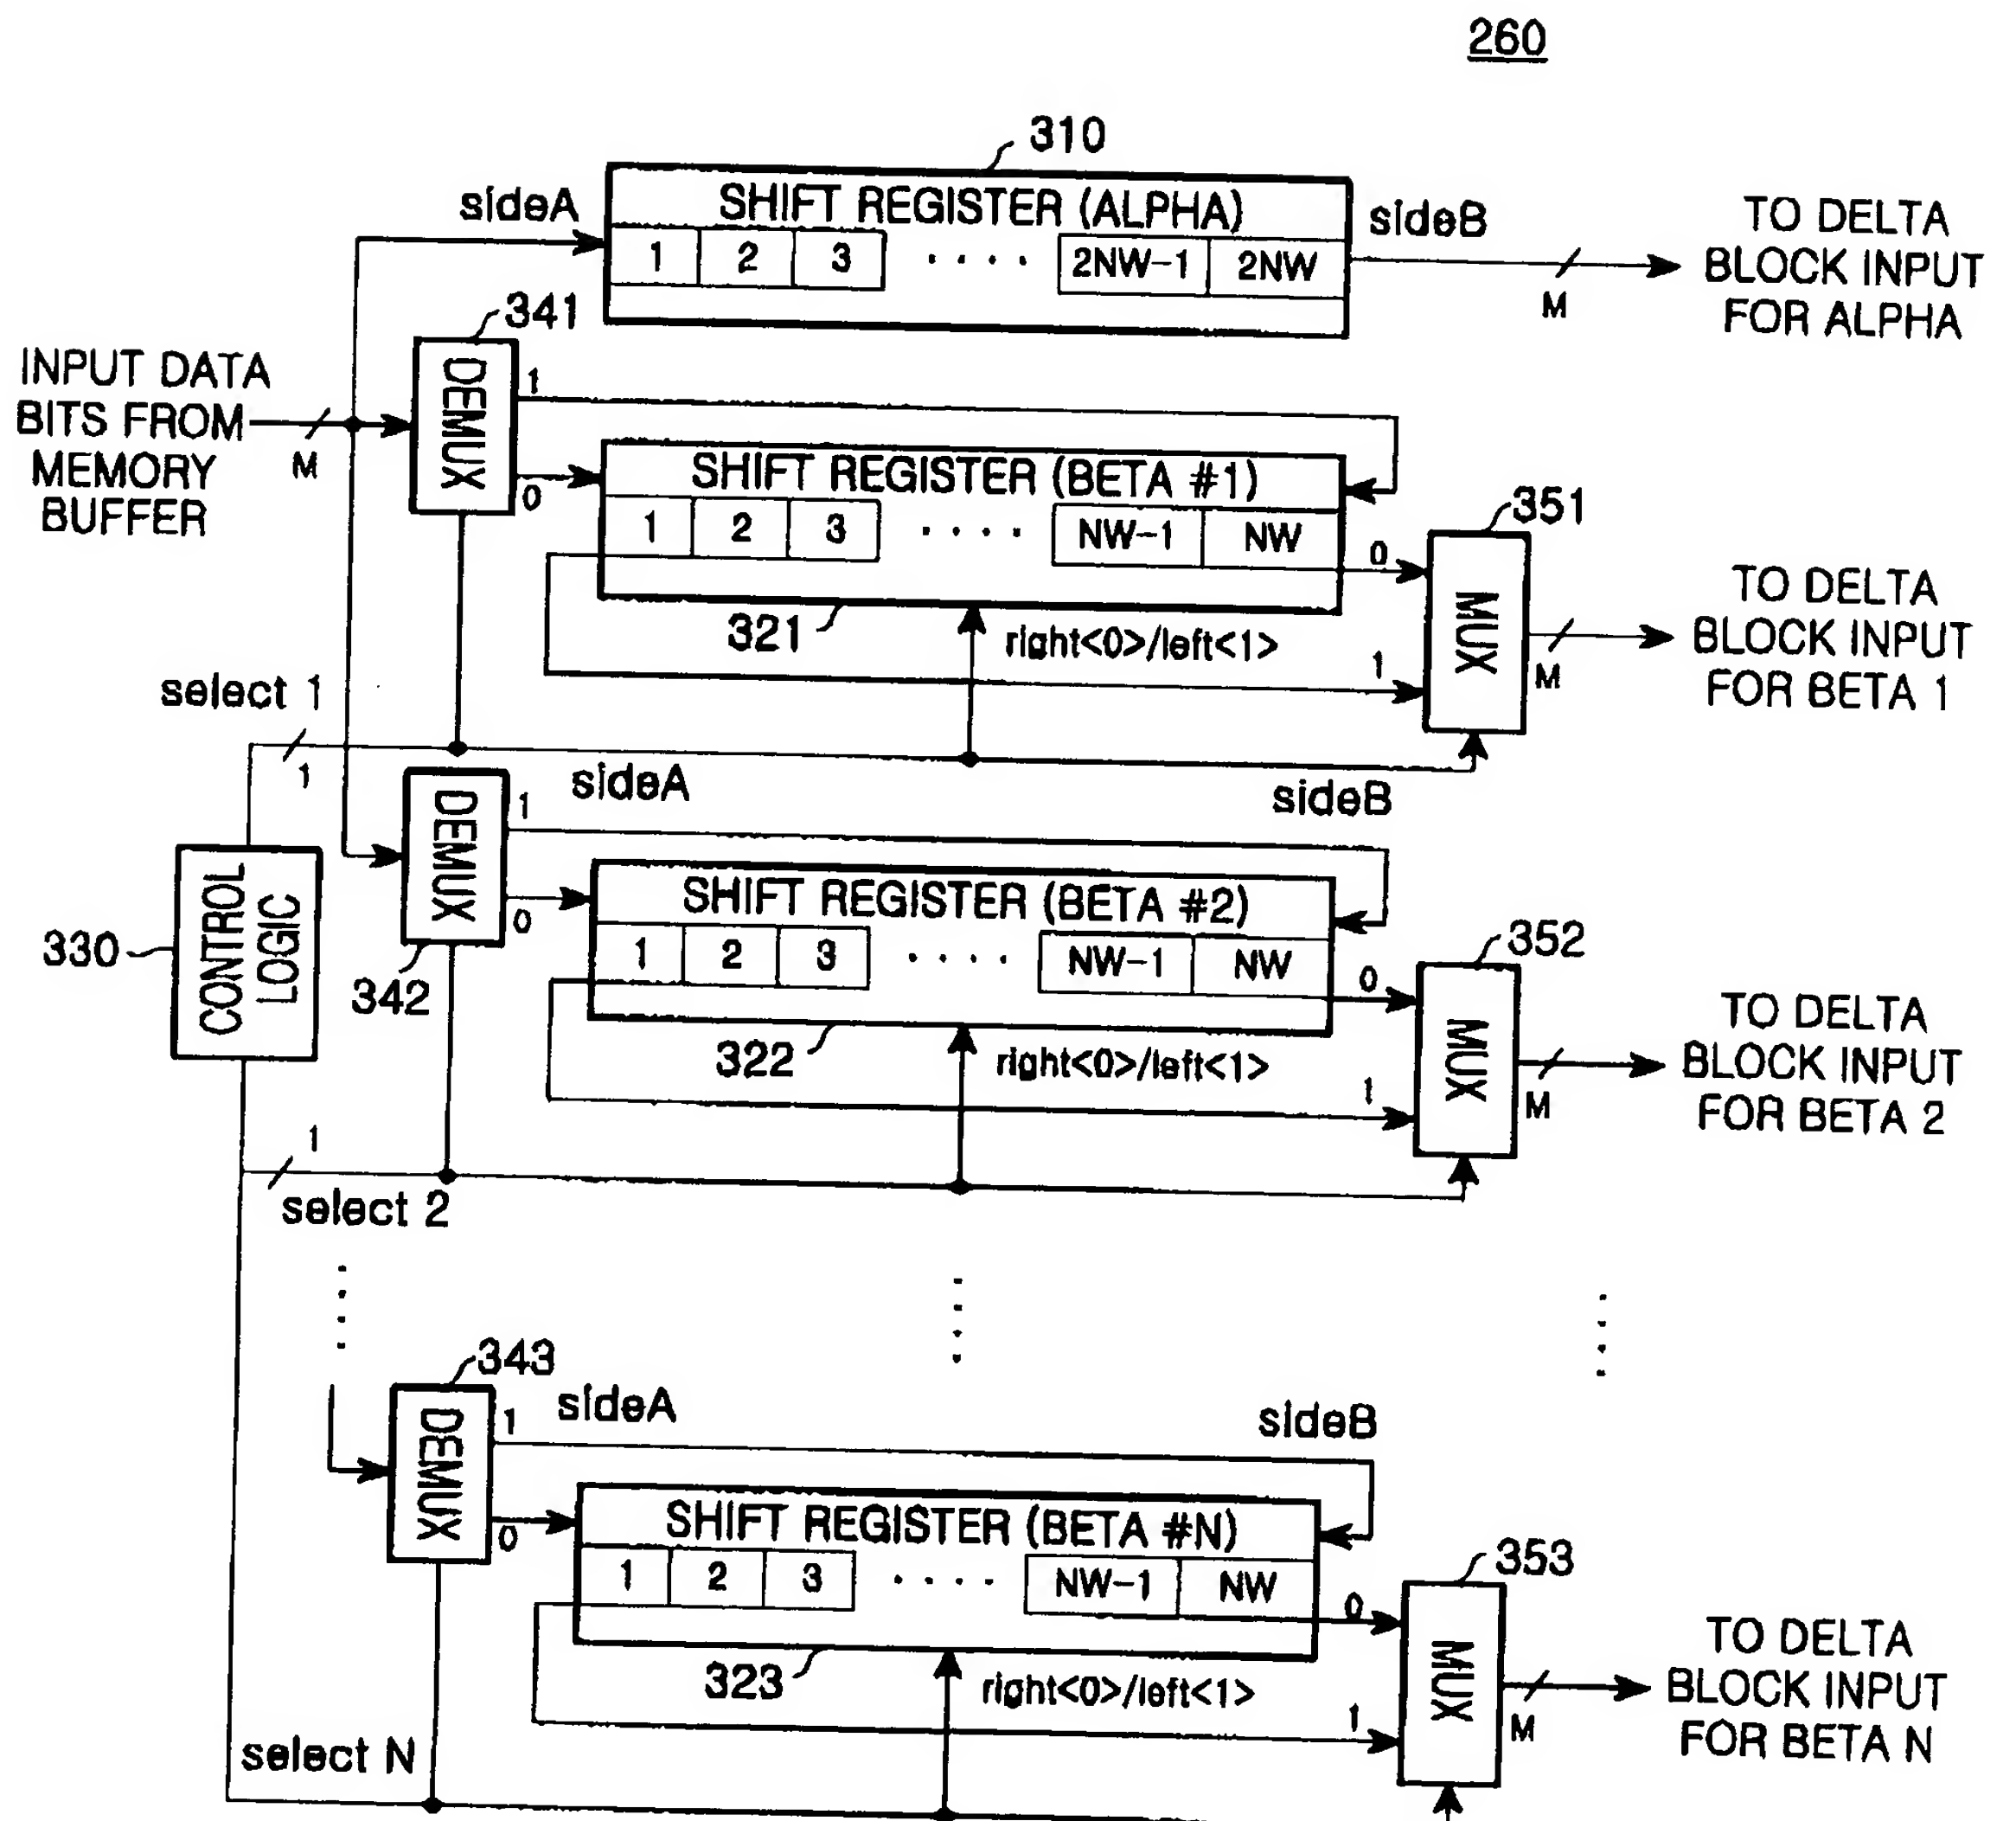 260
310
sideA
SHIFT REGISTER (ALPHA)
sideB
1 2 3 .... 2NW-1 2NW
M
TO DELTA
BLOCK INPUT
FOR ALPHA
341
INPUT DATA
BITS FROM
MEMORY
BUFFER
M
DEMUX
1
0
SHIFT REGISTER (BETA #1)
1 2 3 .... NW-1 NW
321
right<0>/left<1>
0
1
351
MUX
M
TO DELTA
BLOCK INPUT
FOR BETA 1
select 1
1
sideA
sideB
330
CONTROL
LOGIC
342
DEMUX
1
0
SHIFT REGISTER (BETA #2)
1 2 3 .... NW-1 NW
322
right<0>/left<1>
0
1
352
MUX
M
TO DELTA
BLOCK INPUT
FOR BETA 2
1
select 2
343
DEMUX
1
0
sideA
sideB
SHIFT REGISTER (BETA #N)
1 2 3 .... NW-1 NW
323
right<0>/left<1>
0
1
353
MUX
M
TO DELTA
BLOCK INPUT
FOR BETA N
select N